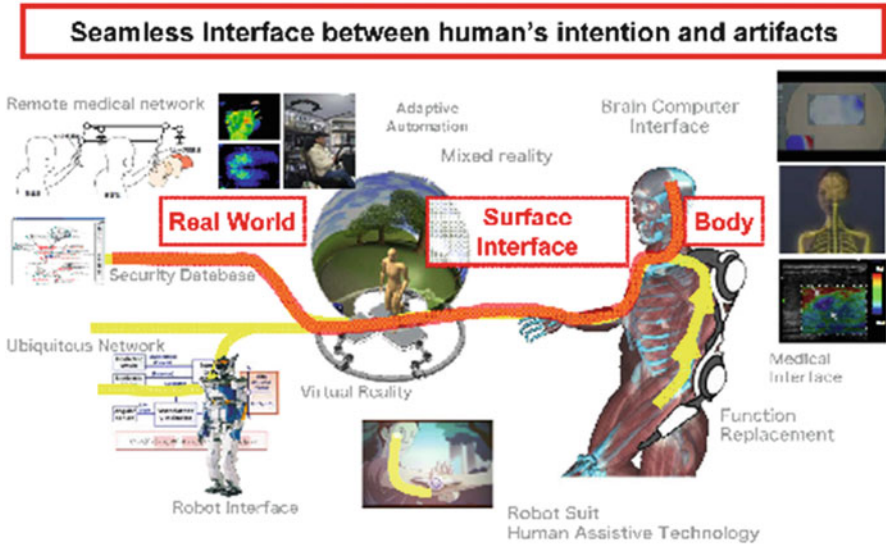 Seamless Interface between human's intention and artifacts
Remote medical network
Adaptive
Automation
Mixed reality
Brain Computer
Interface
Real World
Surface
Interface
Body
Security Database
Ubiquitous Network
Virtual Reality
Medical
Interface
Function
Replacement
Robot Interface
Robot Suit
Human Assistive Technology